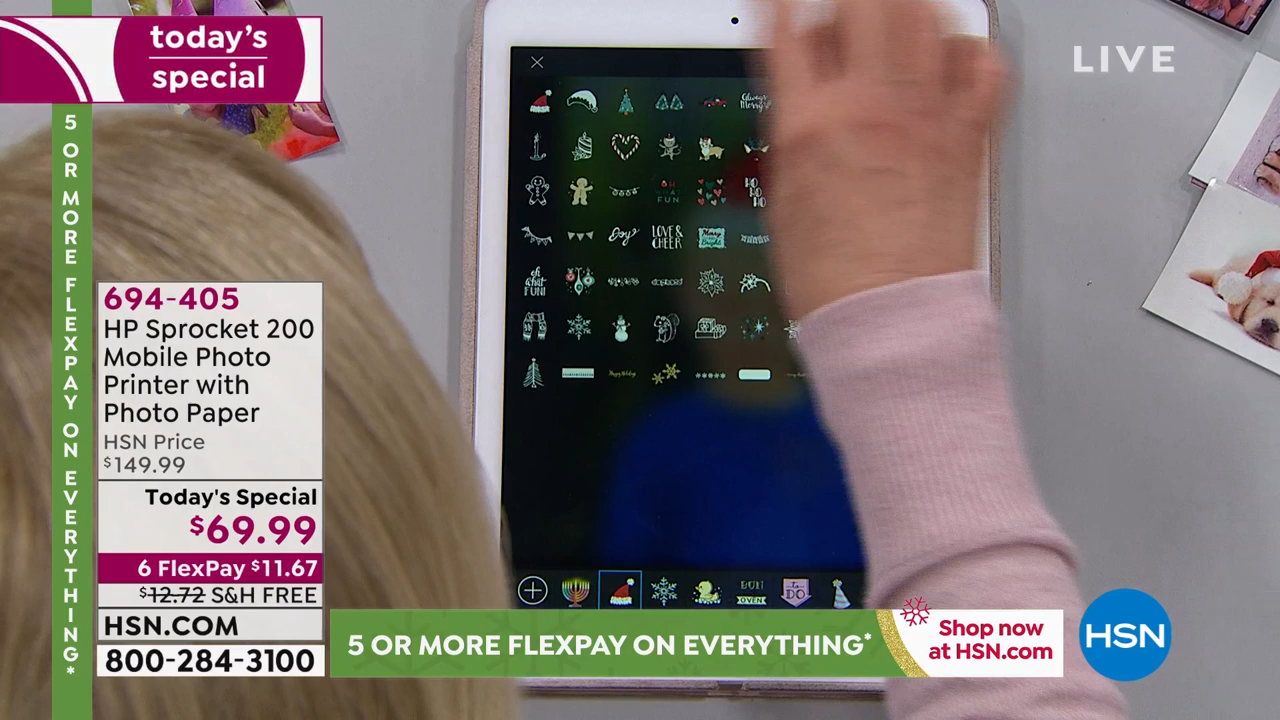 today's
special
LIVE
5 OR MORE FLEXPAY ON EVERYTHING*
694-405
HP Sprocket 200
Mobile Photo
Printer with
Photo Paper
HSN Price
$149.99
Today's Special
$69.99
6 FlexPay $11.67
$12.72 S&H FREE
HSN.COM
800-284-3100
Joy
LOVE &
CHEER
HO
HO
HO
oh
what
FUN!
to
DO
5 OR MORE FLEXPAY ON EVERYTHING*
Shop now
at HSN.com
HSN